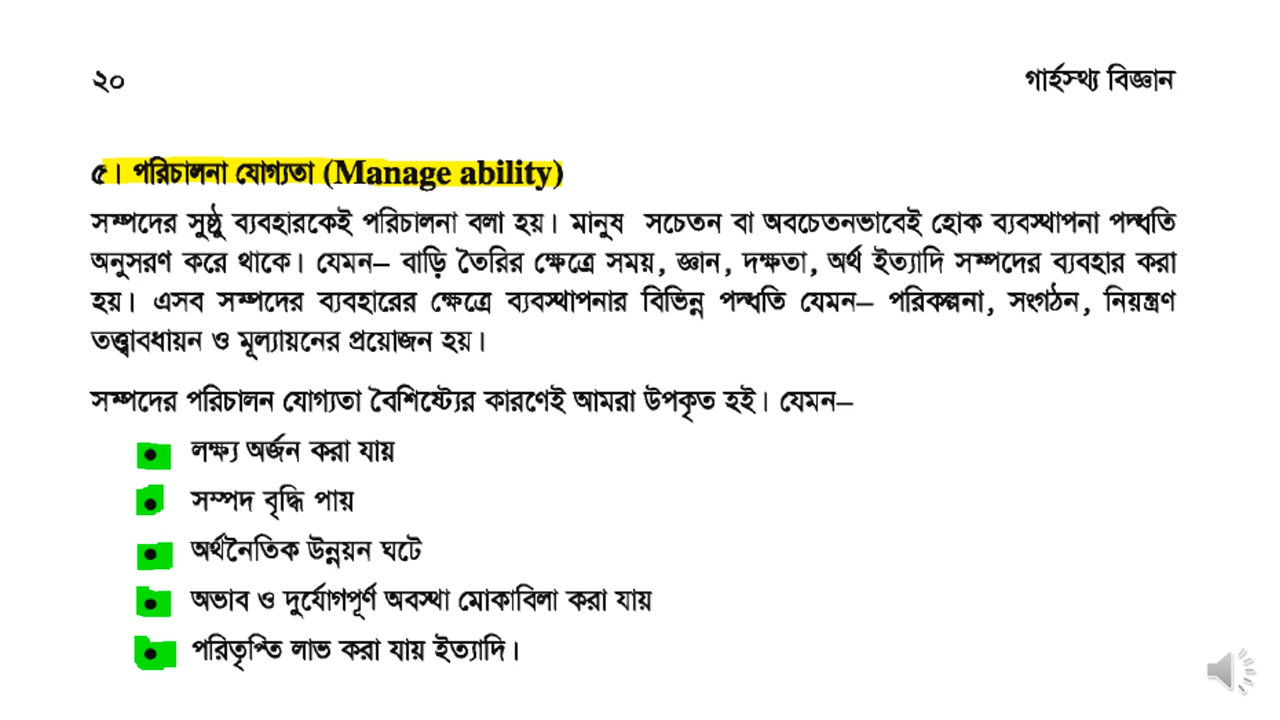 ২০
গার্হস্থ্য বিজ্ঞান
৫। পরিচালনা যোগ্যতা (Manage ability)
সম্পদের সুষ্ঠু ব্যবহারকেই পরিচালনা বলা হয়। মানুষ সচেতন বা অবচেতনভাবেই হোক ব্যবস্থাপনা পদ্ধতি
অনুসরণ করে থাকে। যেমন– বাড়ি তৈরির ক্ষেত্রে সময়, জ্ঞান, দক্ষতা, অর্থ ইত্যাদি সম্পদের ব্যবহার করা
হয়। এসব সম্পদের ব্যবহারের ক্ষেত্রে ব্যবস্থাপনার বিভিন্ন পদ্ধতি যেমন– পরিকল্পনা, সংগঠন, নিয়ন্ত্রণ
তত্ত্বাবধায়ন ও মূল্যায়নের প্রয়োজন হয়।
সম্পদের পরিচালন যোগ্যতা বৈশিষ্ট্যের কারণেই আমরা উপকৃত হই। যেমন–
• লক্ষ্য অর্জন করা যায়
• সম্পদ বৃদ্ধি পায়
• অর্থনৈতিক উন্নয়ন ঘটে
• অভাব ও দুর্যোগপূর্ণ অবস্থা মোকাবিলা করা যায়
• পরিতৃপ্তি লাভ করা যায় ইত্যাদি।